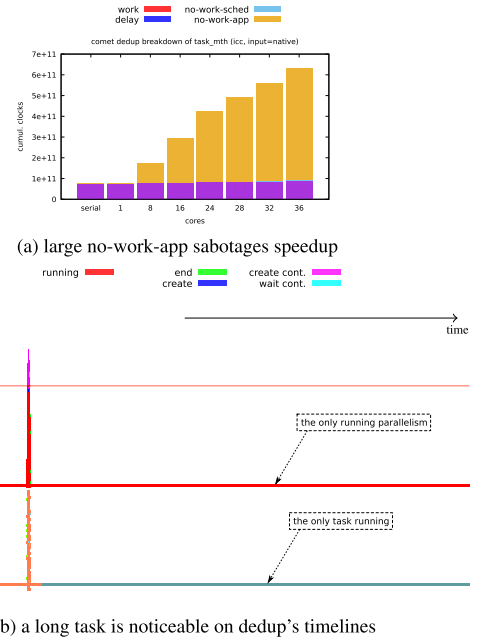 work no-work-sched
delay no-work-app
comet dedup breakdown of task_mth (icc, input=native)
7e+11
6e+11
5e+11
4e+11
3e+11
2e+11
1e+11
0
cumul. clocks
serial 1 8 16 24 28 32 36
cores
(a) large no-work-app sabotages speedup
running end create cont.
create wait cont.
time
the only running parallelism
the only task running
b) a long task is noticeable on dedup's timelines